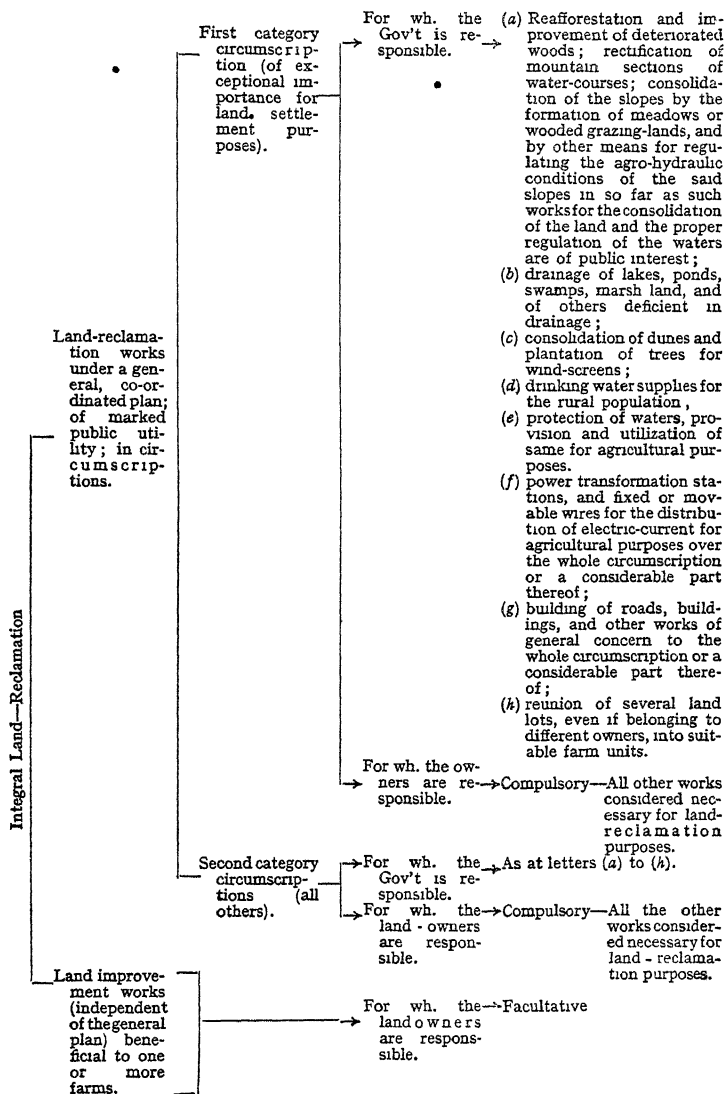 Integral Land—Reclamation
Land-reclama-
tion works
under a gen-
eral, co-or-
dinated plan;
of marked
public uti-
lity; in cir-
cumscrip-
tions.
First category
circumscrip-
tion (of ex-
ceptional im-
portance for
land. settle-
ment pur-
poses).
For wh. the
Gov't is re-
sponsible.
(a) Reafforestation and im-
provement of deteriorated
woods; rectification of
mountain sections of
water-courses; consolida-
tion of the slopes by the
formation of meadows or
wooded grazing-lands, and
by other means for regu-
lating the agro-hydraulic
conditions of the said
slopes in so far as such
works for the consolidation
of the land and the proper
regulation of the waters
are of public interest;
(b) drainage of lakes, ponds,
swamps, marsh land, and
of others deficient in
drainage;
(c) consolidation of dunes and
plantation of trees for
wind-screens;
(d) drinking water supplies for
the rural population,
(e) protection of waters, pro-
vision and utilization of
same for agricultural pur-
poses.
(f) power transformation sta-
tions, and fixed or mov-
able wires for the distribu-
tion of electric-current for
agricultural purposes over
the whole circumscription
or a considerable part
thereof;
(g) building of roads, build-
ings, and other works of
general concern to the
whole circumscription or a
considerable part there-
of;
(h) reunion of several land
lots, even if belonging to
different owners, into suit-
able farm units.
For wh. the ow-
ners are re-
sponsible.
Compulsory—All other works
considered nec-
essary for land-
reclamation
purposes.
Second category
circumscrip-
tions (all
others).
For wh. the
Gov't is re-
sponsible.
As at letters (a) to (h).
For wh. the
land-owners
are respon-
sible.
Compulsory—All the other
works consider-
ed necessary for
land-reclama-
tion purposes.
Land improve-
ment works
(independent
of the general
plan) bene-
ficial to one
or more
farms.
For wh. the
landowners
are respons-
sible.
Facultative